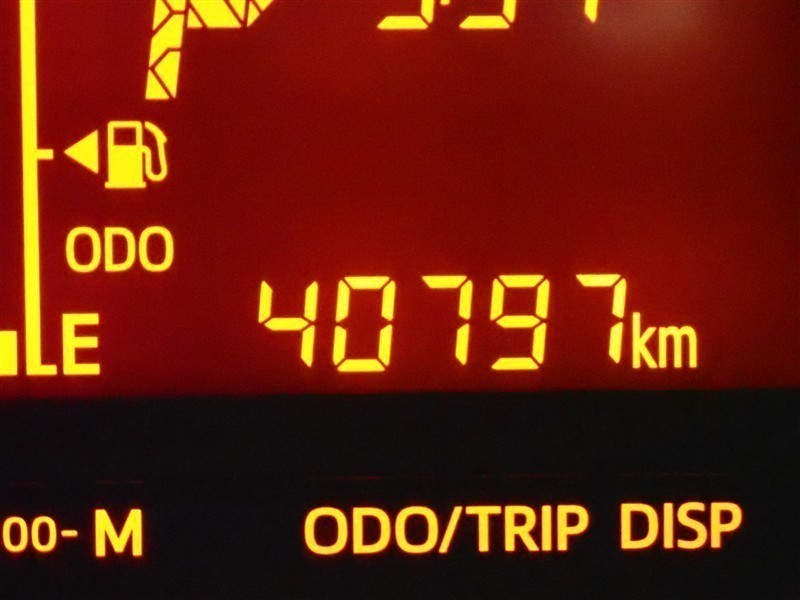 ODO
40797km
E
00- M ODO/TRIP DISP